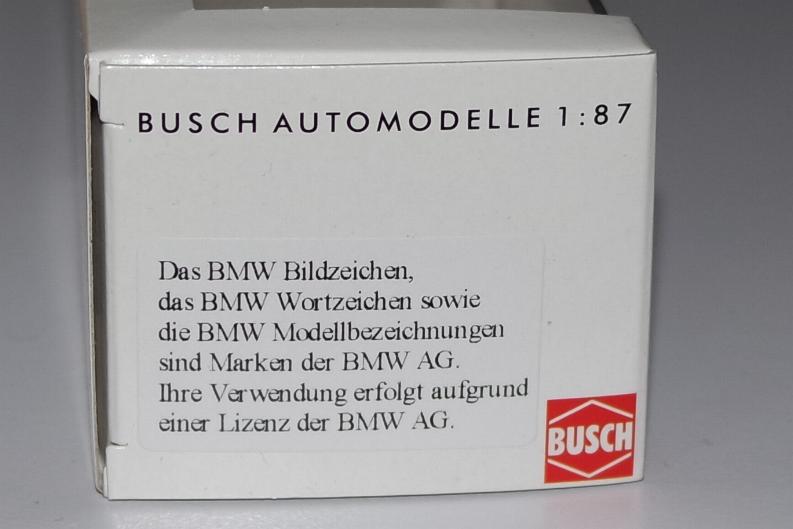 BUSCH AUTOMODELLE 1:87
Das BMW Bildzeichen,
das BMW Wortzeichen sowie
die BMW Modellbezeichnungen
sind Marken der BMW AG.
Ihre Verwendung erfolgt aufgrund
einer Lizenz der BMW AG.
BUSCH